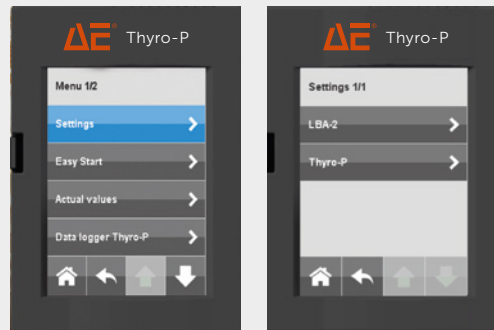 AE® Thyro-P
Menu 1/2
Settings
Easy Start
Actual values
Data logger Thyro-P
AE® Thyro-P
Settings 1/1
LBA-2
Thyro-P